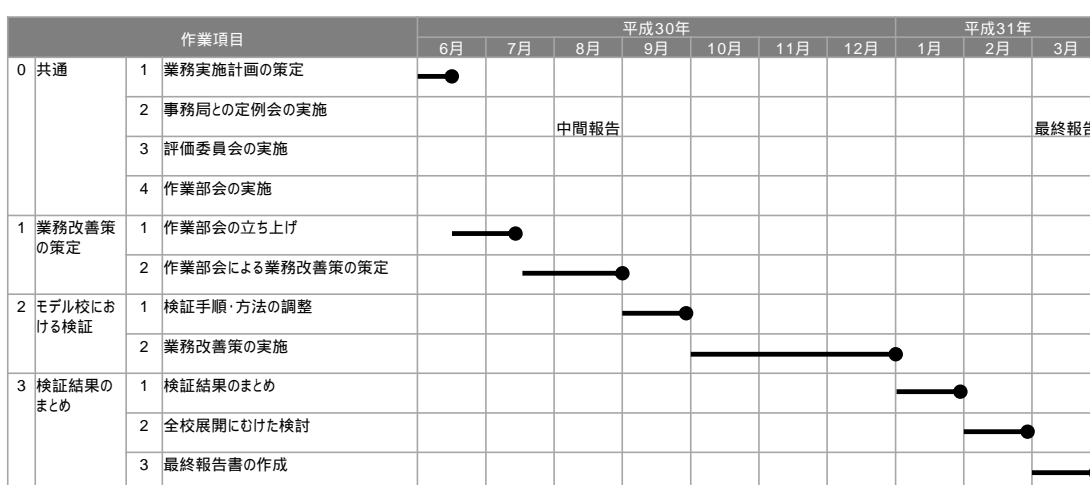 作業項目
平成30年
平成31年
6月 7月 8月 9月 10月 11月 12月 1月 2月 3月
0 共通 1 業務実施計画の策定
2 事務局との定例会の実施
中間報告 最終報告
3 評価委員会の実施
4 作業部会の実施
1 業務改善策 1 作業部会の立ち上げ
の策定
2 作業部会による業務改善策の策定
2 モデル校にお 1 検証手順・方法の調整
ける検証
2 業務改善策の実施
3 検証結果の 1 検証結果のまとめ
まとめ
2 全校展開にむけた検討
3 最終報告書の作成